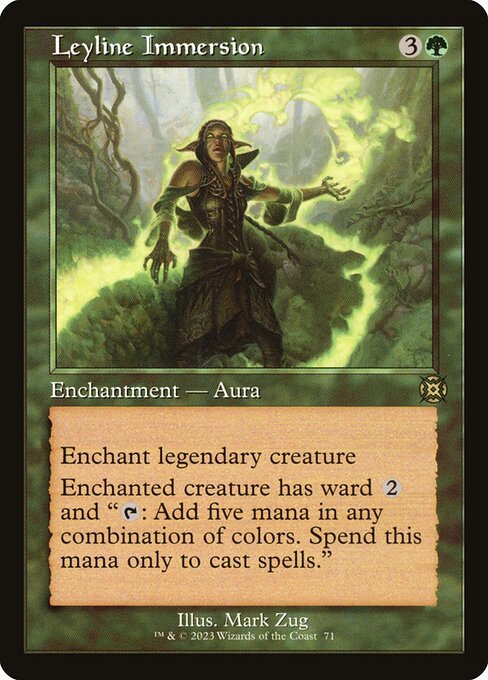 Leyline Immersion 3
Enchantment — Aura
Enchant legendary creature
Enchanted creature has ward 2
and “: Add five mana in any
combination of colors. Spend this
mana only to cast spells.”
Illus. Mark Zug
™ & © 2023 Wizards of the Coast 71